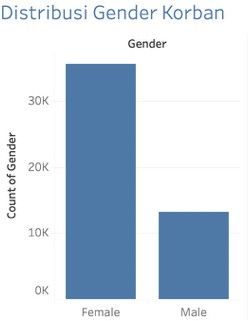 Distribusi Gender Korban
Gender
30K
20K
10K
0K
Count of Gender
Female Male